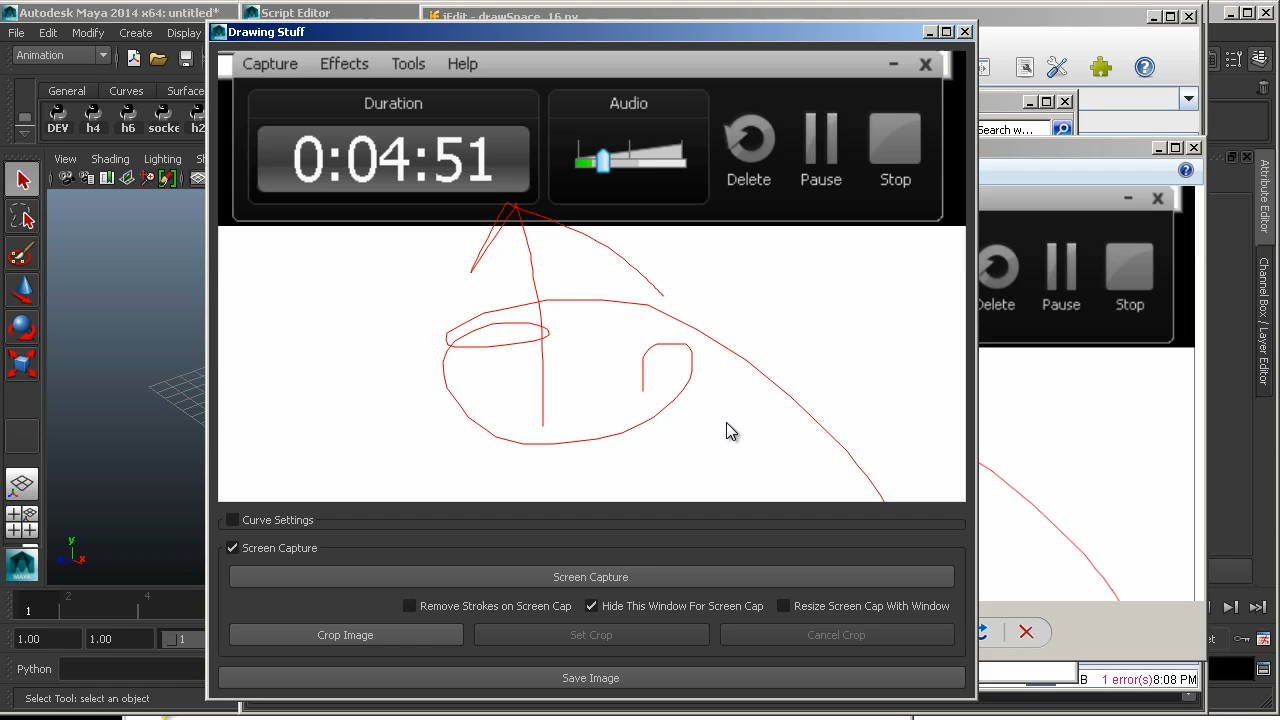 Autodesk Maya 2014 x64: untitled*
Script Editor
iEdit - drawSpace_16.py
Drawing Stuff
File Edit Modify Create Display
Animation
General Curves Surface
DEV h4 h6 socke h2
View Shading Lighting
Capture Effects Tools Help
Duration
0:04:51
Audio
Delete Pause Stop
Search w...
Delete Pause Stop
Attribute Editor
Channel Box / Layer Editor
y
x
Curve Settings
Screen Capture
Screen Capture
Remove Strokes on Screen Cap
Hide This Window For Screen Cap
Resize Screen Cap With Window
Crop Image
Set Crop
Cancel Crop
Save Image
MAYA
1 2 4
1.00 1.00 1
Python
Select Tool: select an object
B 1 error(s) 8:08 PM